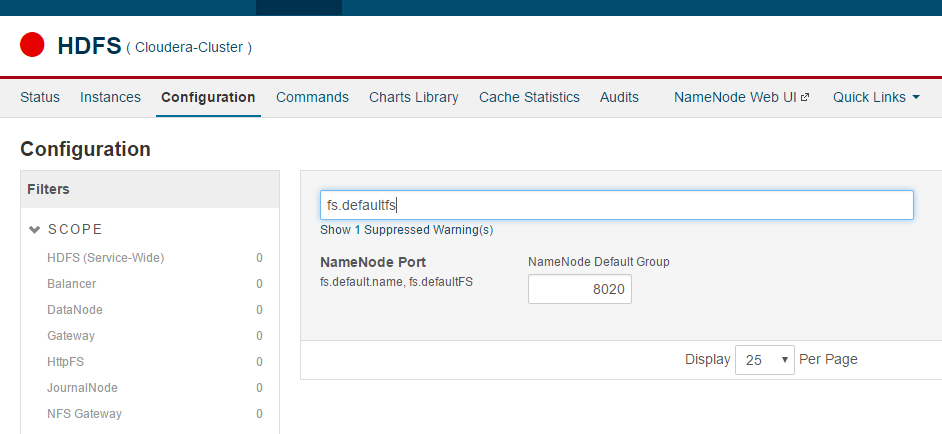 HDFS ( Cloudera-Cluster )
Status Instances Configuration Commands Charts Library Cache Statistics Audits NameNode Web UI Quick Links
Configuration
Filters
SCOPE
HDFS (Service-Wide) 0
Balancer 0
DataNode 0
Gateway 0
HttpFS 0
JournalNode 0
NFS Gateway 0
fs.defaultfs
Show 1 Suppressed Warning(s)
NameNode Port NameNode Default Group
fs.default.name, fs.defaultFS 8020
Display 25 Per Page